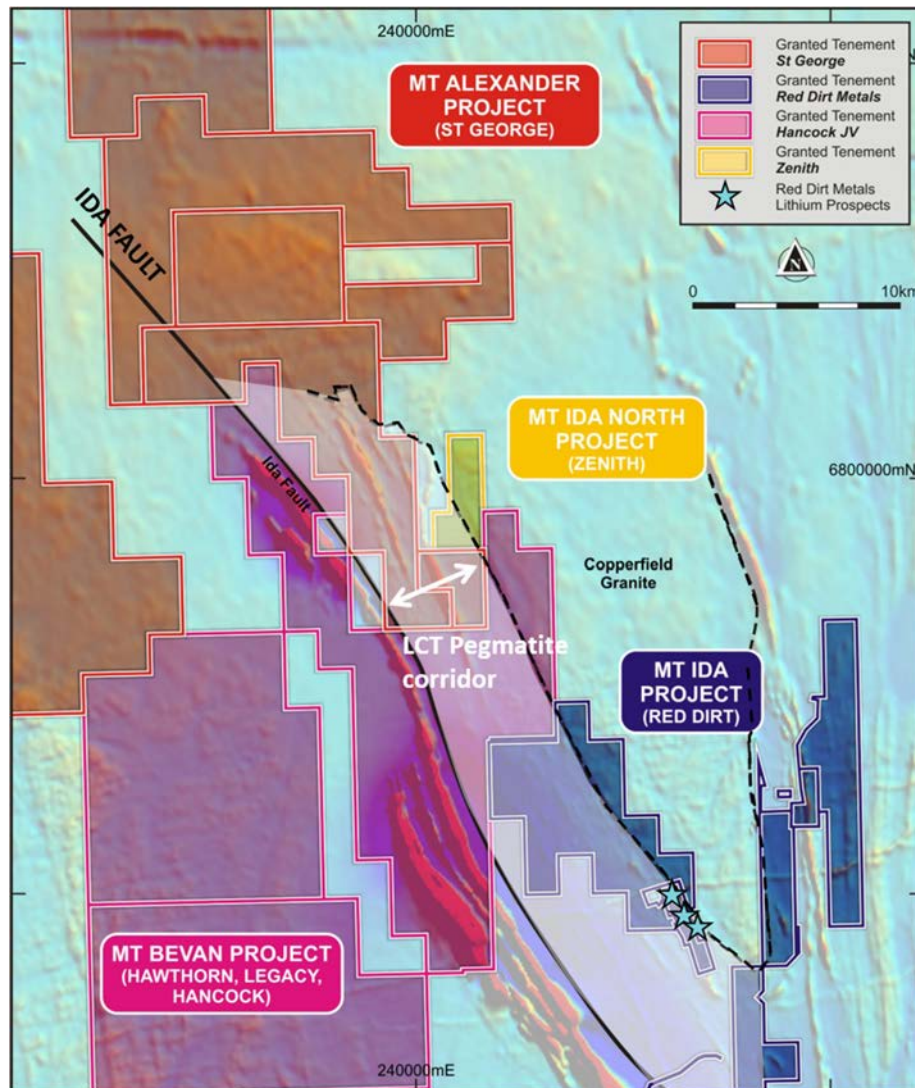 240000mE
Granted Tenement
St George
Granted Tenement
Red Dirt Metals
Granted Tenement
Hancock JV
Granted Tenement
Zenith
Red Dirt Metals
Lithium Prospects
N
0
10km
MT ALEXANDER
PROJECT
(ST GEORGE)
IDA FAULT
MT IDA NORTH
PROJECT
(ZENITH)
6800000mN
Ida Fault
Copperfield
Granite
LCT Pegmatite
corridor
MT IDA
PROJECT
(RED DIRT)
MT BEVAN PROJECT
(HAWTHORN, LEGACY,
HANCOCK)
240000mE